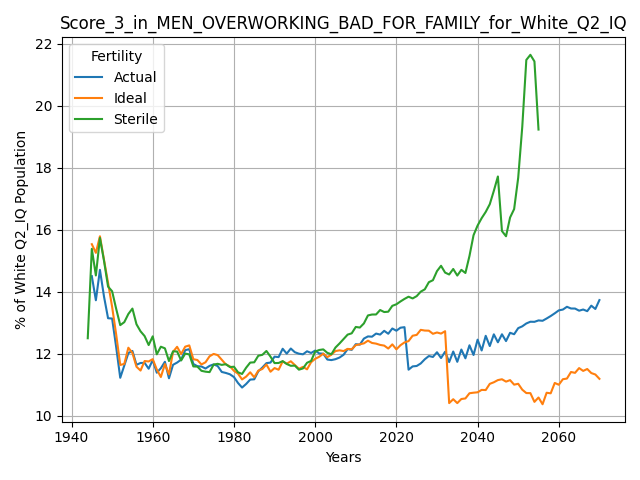 Score_3_in_MEN_OVERWORKING_BAD_FOR_FAMILY_for_White_Q2_IQ
Fertility
Actual
Ideal
Sterile
% of White Q2_IQ Population
22
20
18
16
14
12
10
1940
1960
1980
2000
2020
2040
2060
Years